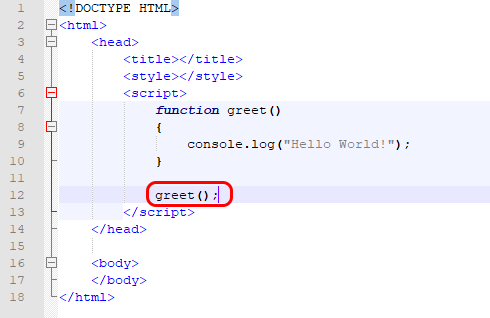 1 <!DOCTYPE HTML>
2 <html>
3 <head>
4 <title></title>
5 <style></style>
6 <script>
7 function greet()
8 {
9 console.log("Hello World!");
10 }
11
12 greet();
13 </script>
14 </head>
15
16 <body>
17 </body>
18 </html>